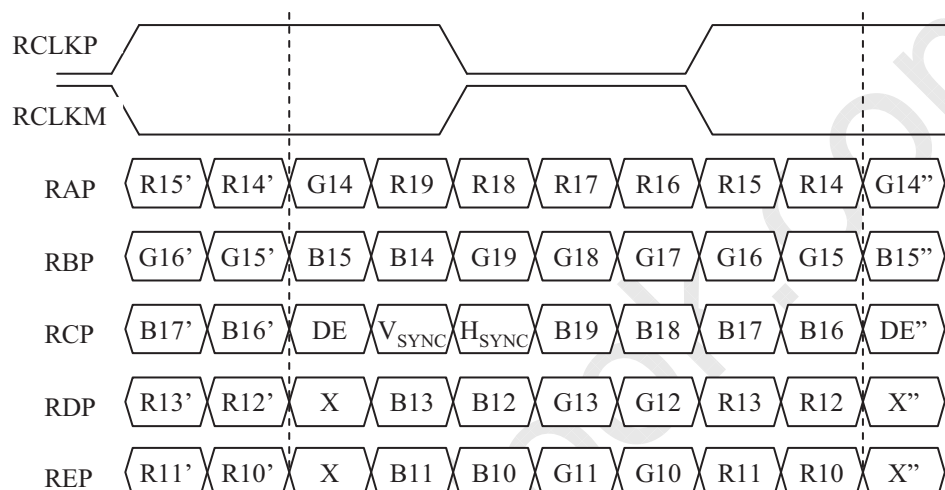 RCLKP
RCLKM
RAP R15’ R14’ G14 R19 R18 R17 R16 R15 R14 G14”
RBP G16’ G15’ B15 B14 G19 G18 G17 G16 G15 B15”
RCP B17’ B16’ DE VSYNC HSYNC B19 B18 B17 B16 DE”
RDP R13’ R12’ X B13 B12 G13 G12 R13 R12 X”
REP R11’ R10’ X B11 B10 G11 G10 R11 R10 X”